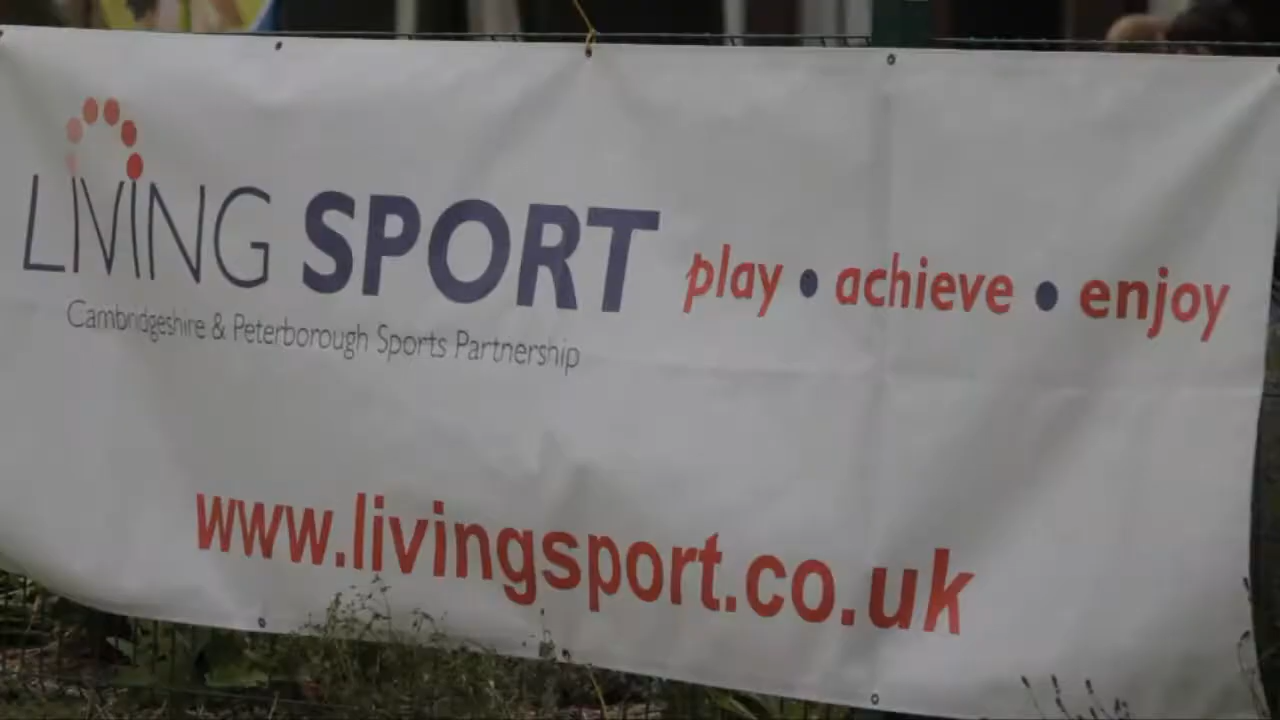 LIVING SPORT play • achieve • enjoy
Cambridgeshire & Peterborough Sports Partnership
www.livingsport.co.uk